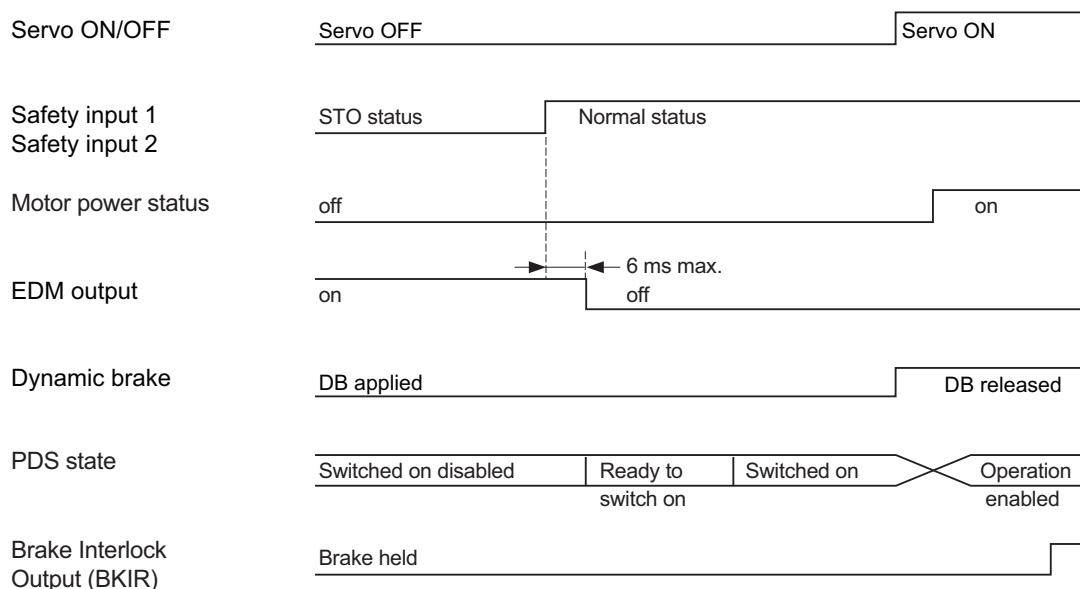 Servo ON/OFF
Servo OFF
Servo ON
Safety input 1
Safety input 2
STO status
Normal status
Motor power status
off
on
6 ms max.
EDM output
on
off
Dynamic brake
DB applied
DB released
PDS state
Switched on disabled
Ready to
switch on
Switched on
Operation
enabled
Brake Interlock
Output (BKIR)
Brake held